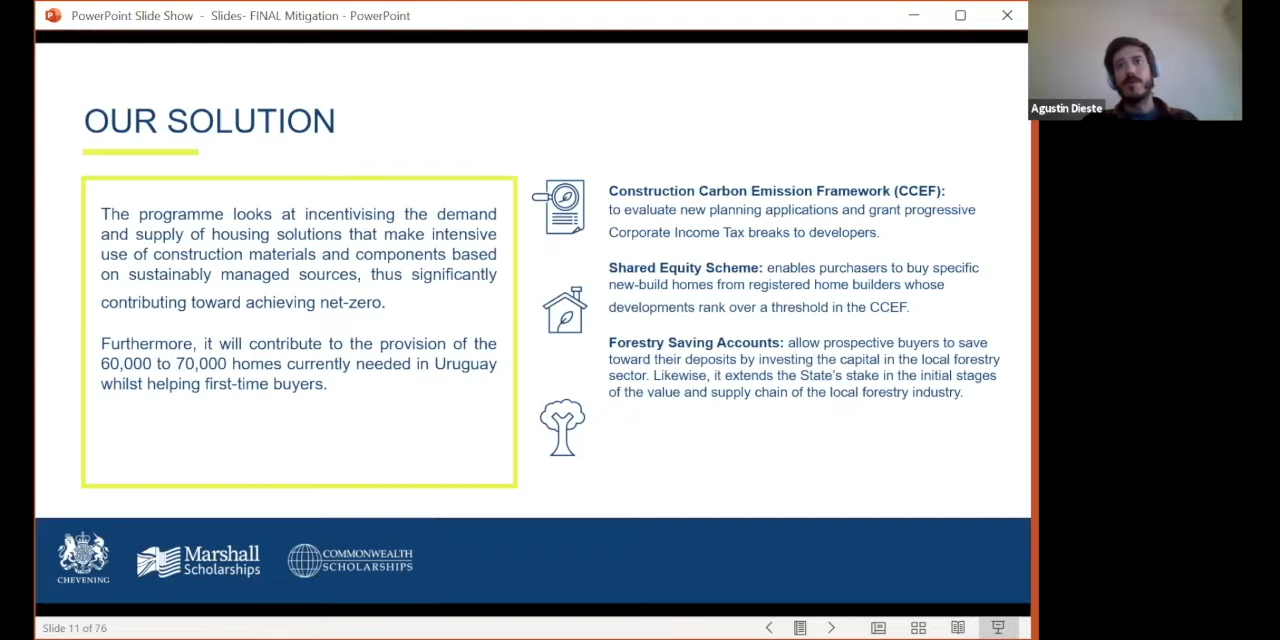 PowerPoint Slide Show - Slides- FINAL Mitigation - PowerPoint
OUR SOLUTION
The programme looks at incentivising the demand
and supply of housing solutions that make intensive
use of construction materials and components based
on sustainably managed sources, thus significantly
contributing toward achieving net-zero.
Furthermore, it will contribute to the provision of the
60,000 to 70,000 homes currently needed in Uruguay
whilst helping first-time buyers.
Construction Carbon Emission Framework (CCEF):
to evaluate new planning applications and grant progressive
Corporate Income Tax breaks to developers.
Shared Equity Scheme: enables purchasers to buy specific
new-build homes from registered home builders whose
developments rank over a threshold in the CCEF.
Forestry Saving Accounts: allow prospective buyers to save
toward their deposits by investing the capital in the local forestry
sector. Likewise, it extends the State's stake in the initial stages
of the value and supply chain of the local forestry industry.
Agustin Dieste
CHEVENING
Marshall
Scholarships
COMMONWEALTH
SCHOLARSHIPS
Slide 11 of 76